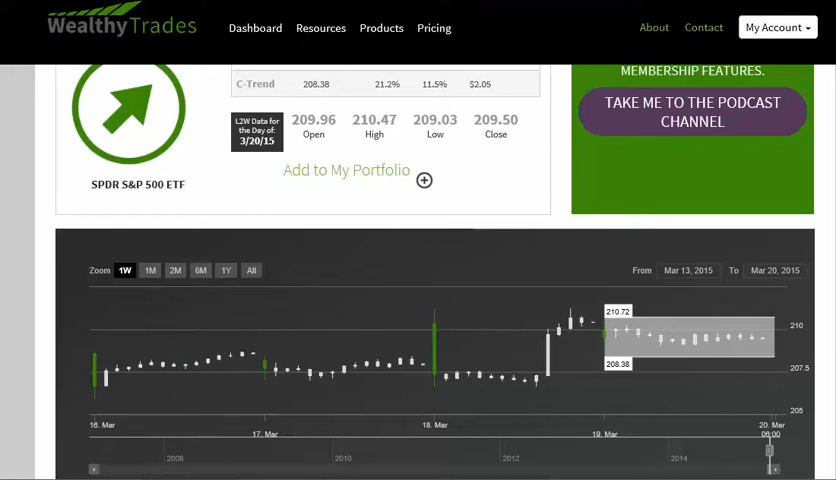 WealthyTrades
Dashboard Resources Products Pricing
About Contact My Account
C-Trend 208.38 21.2% 11.5% $2.05
MEMBERSHIP FEATURES.
TAKE ME TO THE PODCAST
CHANNEL
L2W Data for
the Day of:
3/20/15
209.96 210.47 209.03 209.50
Open High Low Close
Add to My Portfolio
SPDR S&P 500 ETF
Zoom 1W 1M 2M 6M 1Y All
From Mar 13, 2015 To Mar 20, 2015
210.72
210
208.38
207.5
205
16. Mar 18. Mar 20. Mar
17. Mar 19. Mar 06:00
2008 2010 2012 2014